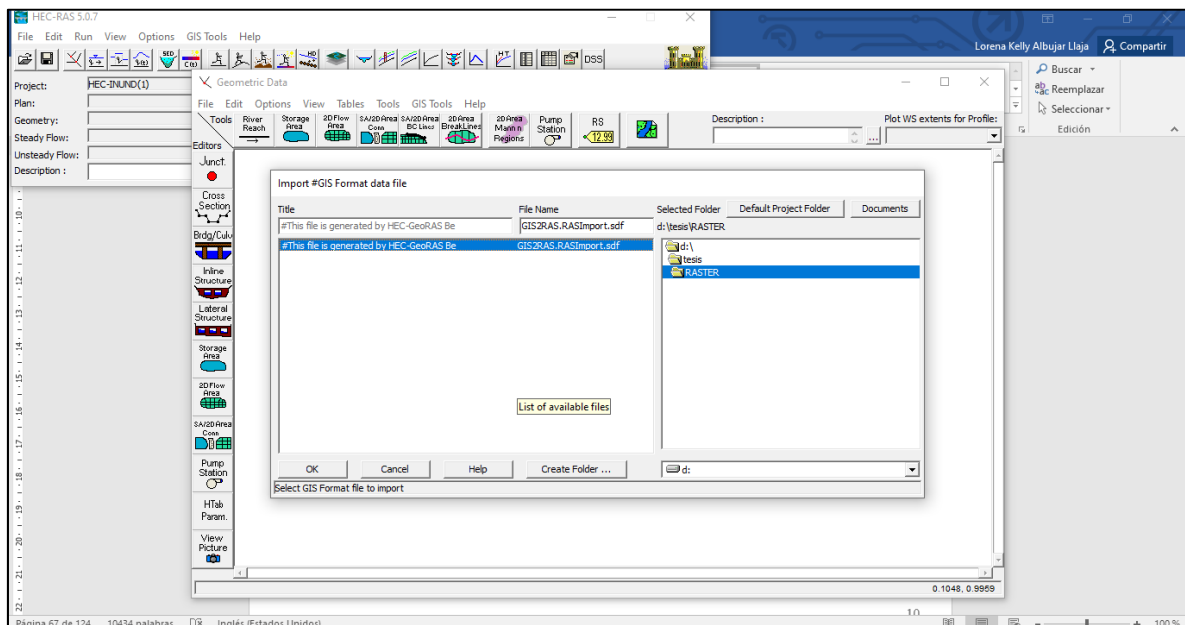 HEC-RAS 5.0.7
File Edit Run View Options GIS Tools Help
DSS
Lorena Kelly Albujar Llaja Compartir
Project: HEC-INUND(1)
Plan:
Geometry:
Steady Flow:
Unsteady Flow:
Description :
Buscar
Reemplazar
Seleccionar
Edición
Geometric Data
File Edit Options View Tables Tools GIS Tools Help
Tools
Editors
River Reach
Storage Area
2D Flow Area
SA/2D Area Conn
SA/2D Area BC Lines
2D Area BreakLines
2D Area Mann n Regions
Pump Station
RS
12.99
Description :
...
Plot WS extents for Profile:
Junct.
Cross Section
Brdg/Culv
Inline Structure
Lateral Structure
Storage Area
2D Flow Area
SA/2D Area Conn
Pump Station
HTab Param.
View Picture
Import #GIS Format data file
Title File Name Selected Folder Default Project Folder Documents
#This file is generated by HEC-GeoRAS Be GIS2RAS.RASImport.sdf d:\tesis\RASTER
#This file is generated by HEC-GeoRAS Be GIS2RAS.RASImport.sdf
d:\
tesis
RASTER
List of available files
OK Cancel Help Create Folder ... d:
Select GIS Format file to import
0.1048, 0.9959
10
Página 67 de 124 10434 palabras Inglés (Estados Unidos) 100 %